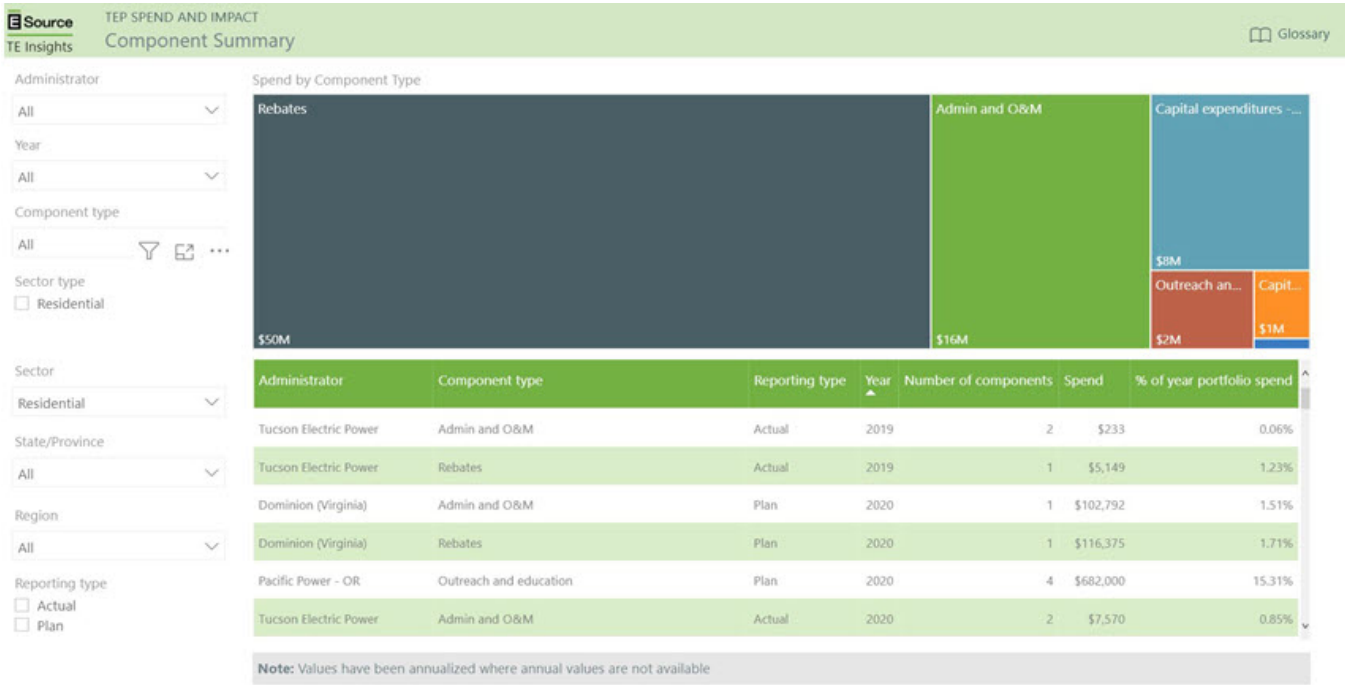 E Source
TE Insights
TEP SPEND AND IMPACT
Component Summary
Glossary
Administrator
All
Year
All
Component type
All
Sector type
Residential
Sector
Residential
State/Province
All
Region
All
Reporting type
Actual
Plan
Spend by Component Type
Rebates
$50M
Admin and O&M
$16M
Capital expenditures -...
$8M
Outreach an...
$2M
Capit...
$1M
Administrator Component type Reporting type Year Number of components Spend % of year portfolio spend
Tucson Electric Power Admin and O&M Actual 2019 2 $233 0.06%
Tucson Electric Power Rebates Actual 2019 1 $5,149 1.23%
Dominion (Virginia) Admin and O&M Plan 2020 1 $102,792 1.51%
Dominion (Virginia) Rebates Plan 2020 1 $116,375 1.71%
Pacific Power - OR Outreach and education Plan 2020 4 $682,000 15.31%
Tucson Electric Power Admin and O&M Actual 2020 2 $7,570 0.85%
Note: Values have been annualized where annual values are not available